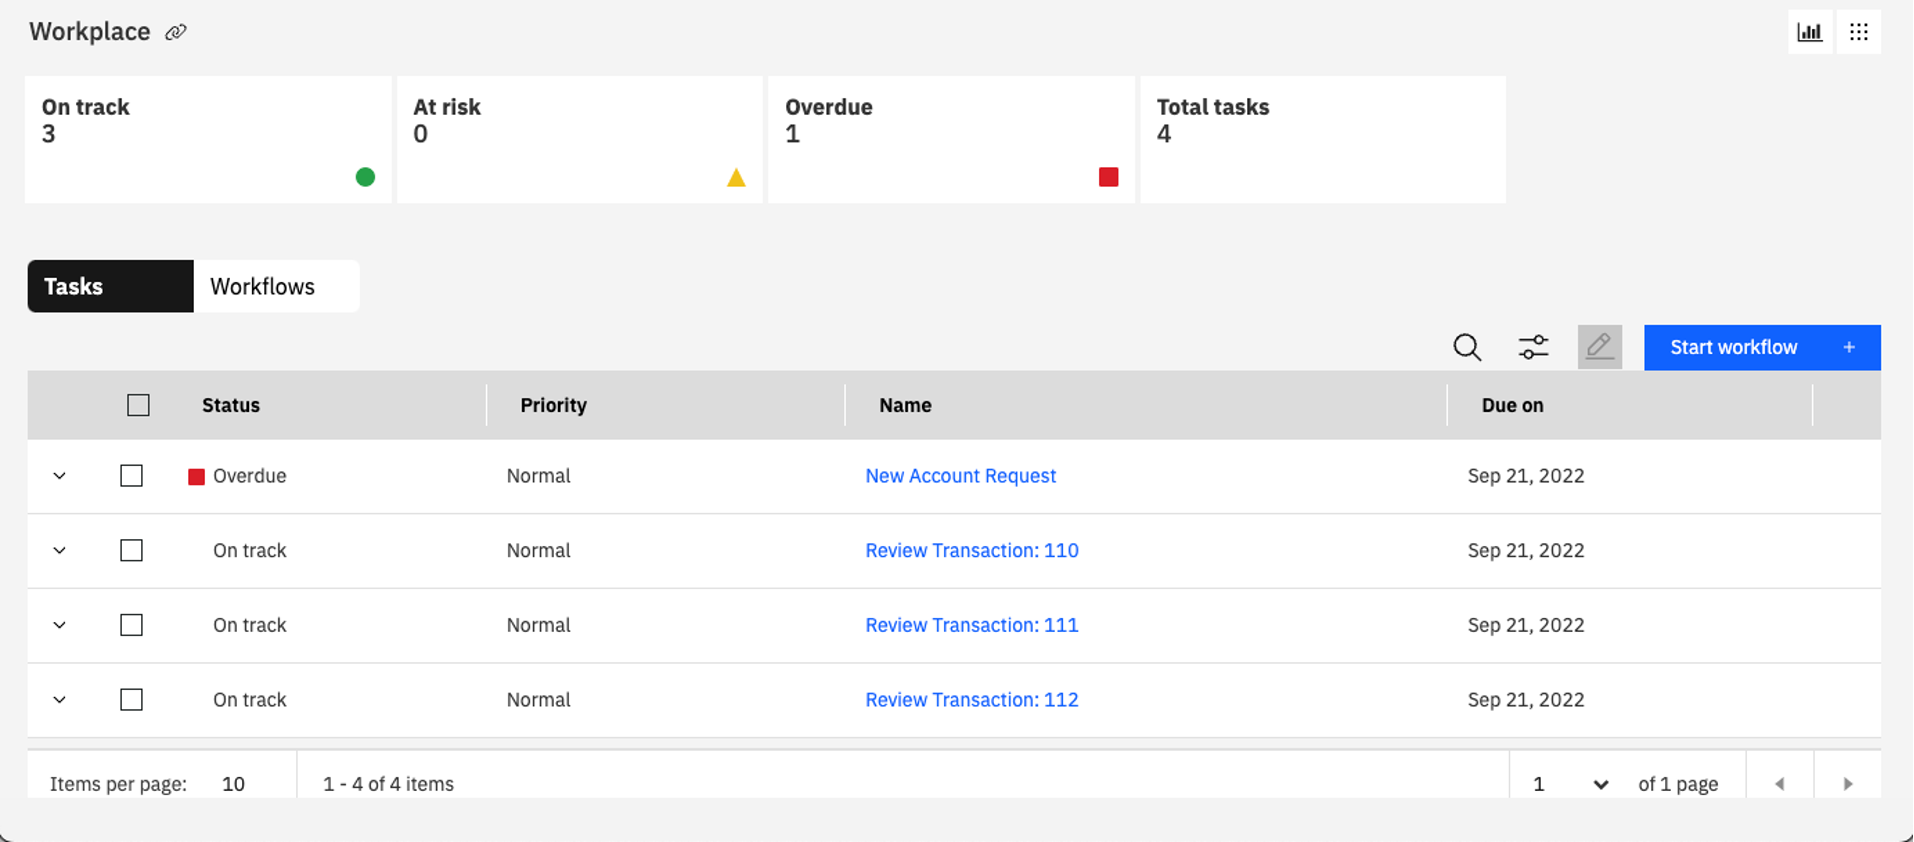 Workplace
On track
3
At risk
0
Overdue
1
Total tasks
4
Tasks
Workflows
Start workflow +
Status Priority Name Due on
Overdue Normal New Account Request Sep 21, 2022
On track Normal Review Transaction: 110 Sep 21, 2022
On track Normal Review Transaction: 111 Sep 21, 2022
On track Normal Review Transaction: 112 Sep 21, 2022
Items per page: 10 1 - 4 of 4 items 1 of 1 page